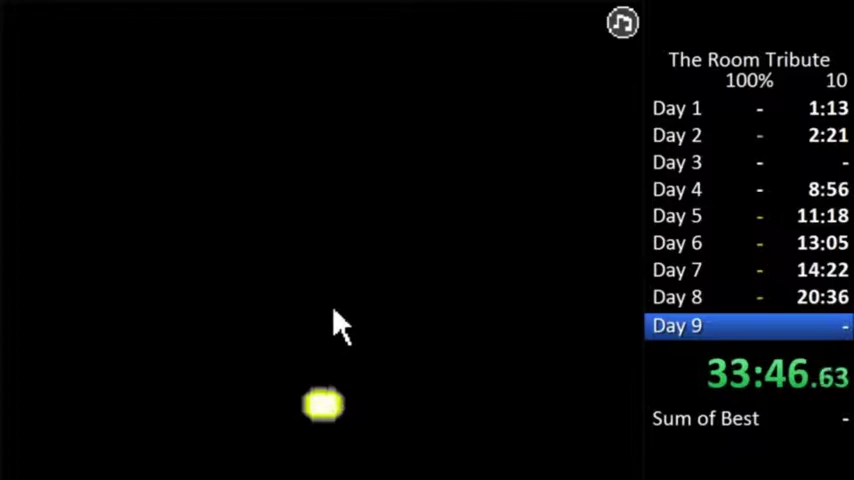 The Room Tribute
100% 10
Day 1 - 1:13
Day 2 - 2:21
Day 3 - -
Day 4 - 8:56
Day 5 - 11:18
Day 6 - 13:05
Day 7 - 14:22
Day 8 - 20:36
Day 9 -
33:46.63
Sum of Best -